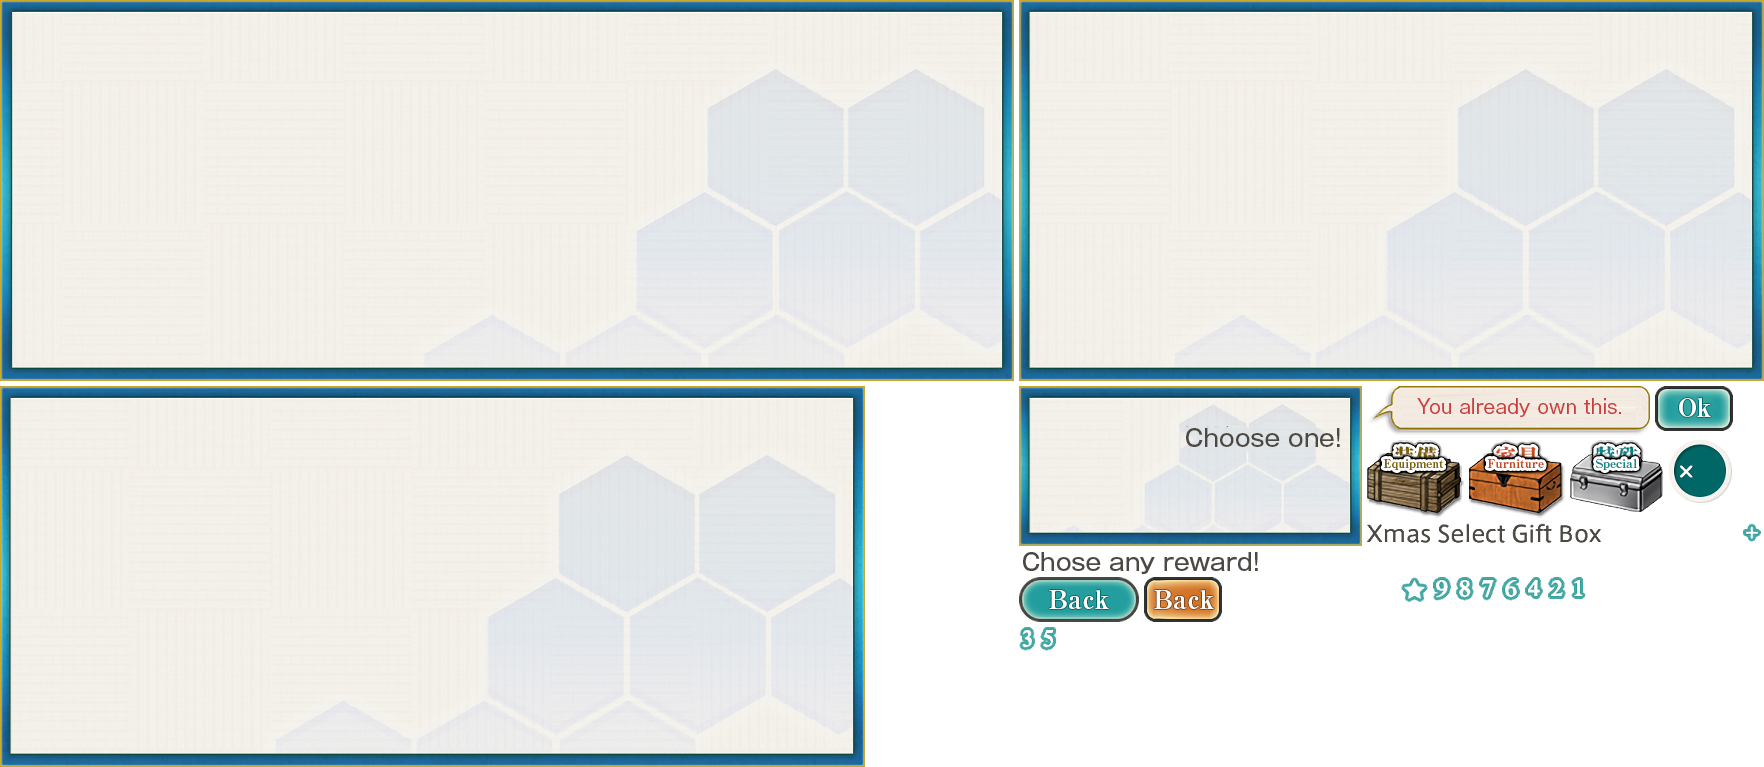 Choose one!
You already own this.
Ok
Equipment
Furniture
Special
×
Xmas Select Gift Box
+
Chose any reward!
Back
Back
☆9876421
35